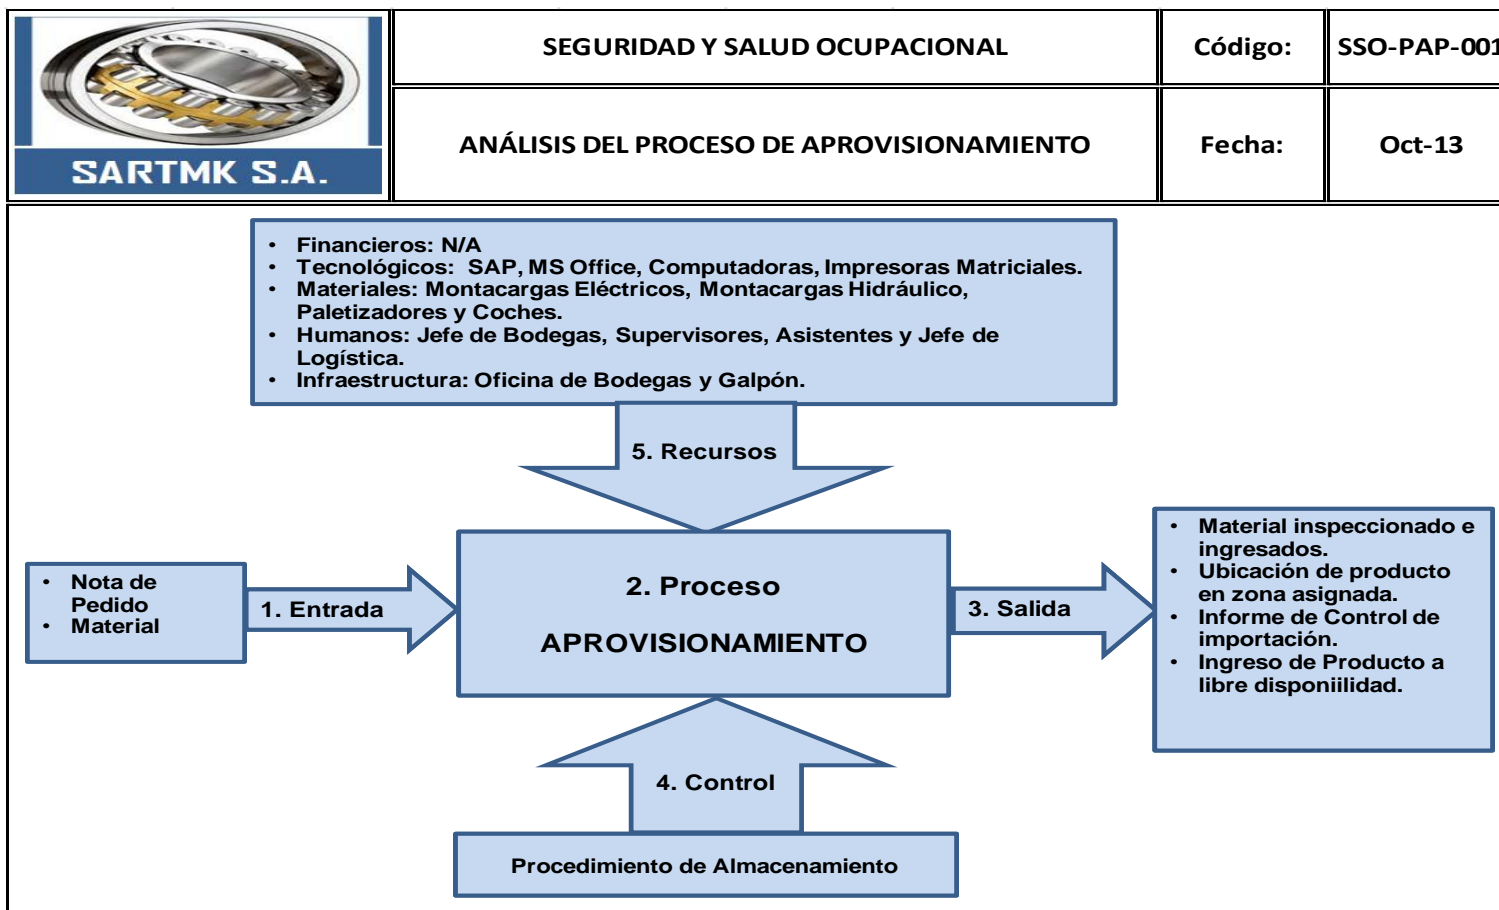 SARTMK S.A.
SEGURIDAD Y SALUD OCUPACIONAL
Código:
SSO-PAP-001
ANÁLISIS DEL PROCESO DE APROVISIONAMIENTO
Fecha:
Oct-13
• Financieros: N/A
• Tecnológicos: SAP, MS Office, Computadoras, Impresoras Matriciales.
• Materiales: Montacargas Eléctricos, Montacargas Hidráulico,
Paletizadores y Coches.
• Humanos: Jefe de Bodegas, Supervisores, Asistentes y Jefe de
Logística.
• Infraestructura: Oficina de Bodegas y Galpón.
5. Recursos
• Nota de
Pedido
• Material
1. Entrada
2. Proceso
APROVISIONAMIENTO
3. Salida
• Material inspeccionado e
ingresados.
• Ubicación de producto
en zona asignada.
• Informe de Control de
importación.
• Ingreso de Producto a
libre disponiilidad.
4. Control
Procedimiento de Almacenamiento